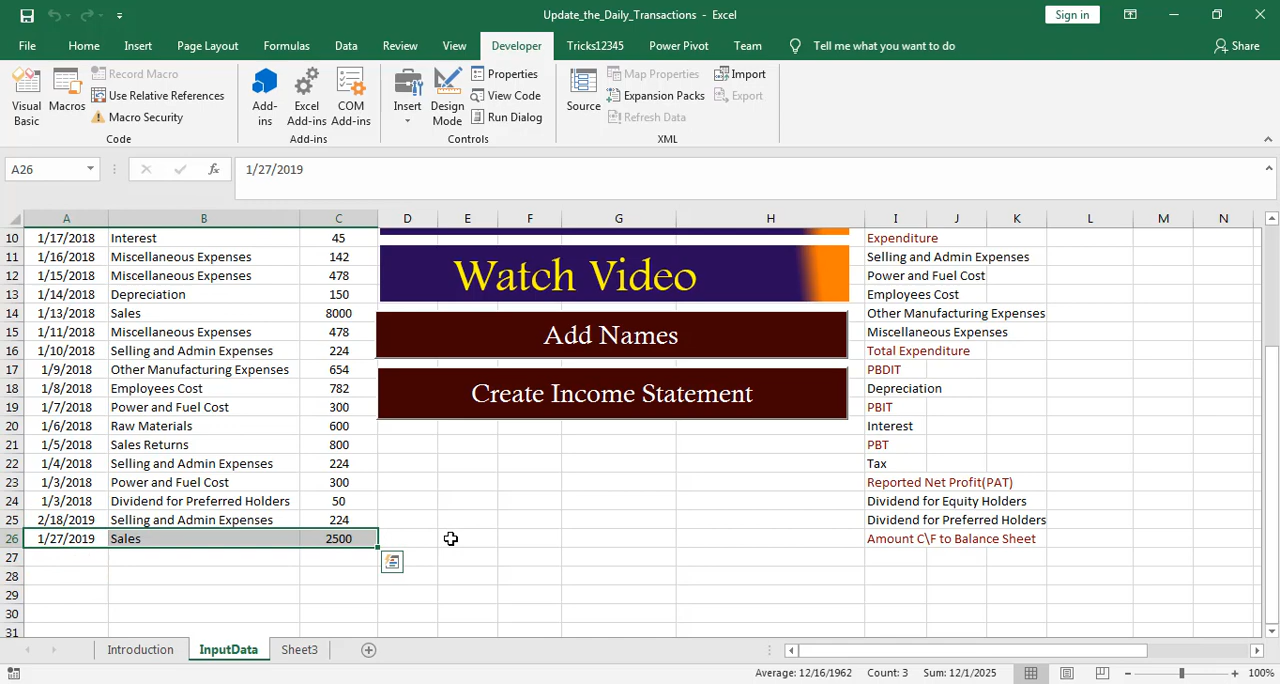 Update_the_Daily_Transactions - Excel
Sign in
File Home Insert Page Layout Formulas Data Review View Developer Tricks12345 Power Pivot Team Tell me what you want to do Share
Visual Basic
Macros
Record Macro
Use Relative References
Macro Security
Code
Add-ins
Excel Add-ins
COM Add-ins
Add-ins
Insert
Design Mode
Properties
View Code
Run Dialog
Controls
Source
Map Properties
Expansion Packs
Refresh Data
Import
Export
XML
A26 fx 1/27/2019
A B C D E F G H I J K L M N
10 1/17/2018 Interest 45 Expenditure
11 1/16/2018 Miscellaneous Expenses 142 Selling and Admin Expenses
Watch Video
12 1/15/2018 Miscellaneous Expenses 478 Power and Fuel Cost
13 1/14/2018 Depreciation 150 Employees Cost
14 1/13/2018 Sales 8000 Other Manufacturing Expenses
15 1/11/2018 Miscellaneous Expenses 478 Add Names Miscellaneous Expenses
16 1/10/2018 Selling and Admin Expenses 224 Total Expenditure
17 1/9/2018 Other Manufacturing Expenses 654 PBDIT
18 1/8/2018 Employees Cost 782 Create Income Statement Depreciation
19 1/7/2018 Power and Fuel Cost 300 PBIT
20 1/6/2018 Raw Materials 600 Interest
21 1/5/2018 Sales Returns 800 PBT
22 1/4/2018 Selling and Admin Expenses 224 Tax
23 1/3/2018 Power and Fuel Cost 300 Reported Net Profit(PAT)
24 1/3/2018 Dividend for Preferred Holders 50 Dividend for Equity Holders
25 2/18/2019 Selling and Admin Expenses 224 Dividend for Preferred Holders
26 1/27/2019 Sales 2500 Amount C\F to Balance Sheet
27
28
29
30
31
Introduction InputData Sheet3
Average: 12/16/1962 Count: 3 Sum: 12/1/2025 100%